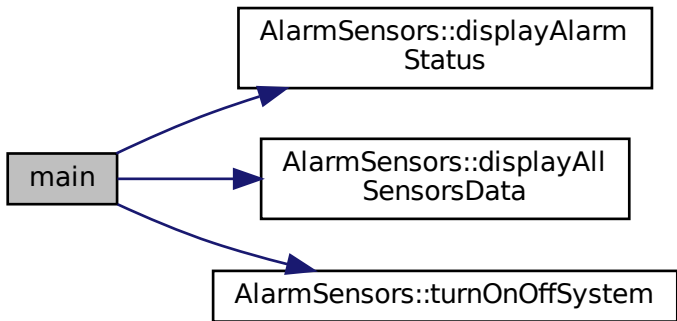 AlarmSensors::displayAlarm
Status
main
AlarmSensors::displayAll
SensorsData
AlarmSensors::turnOnOffSystem